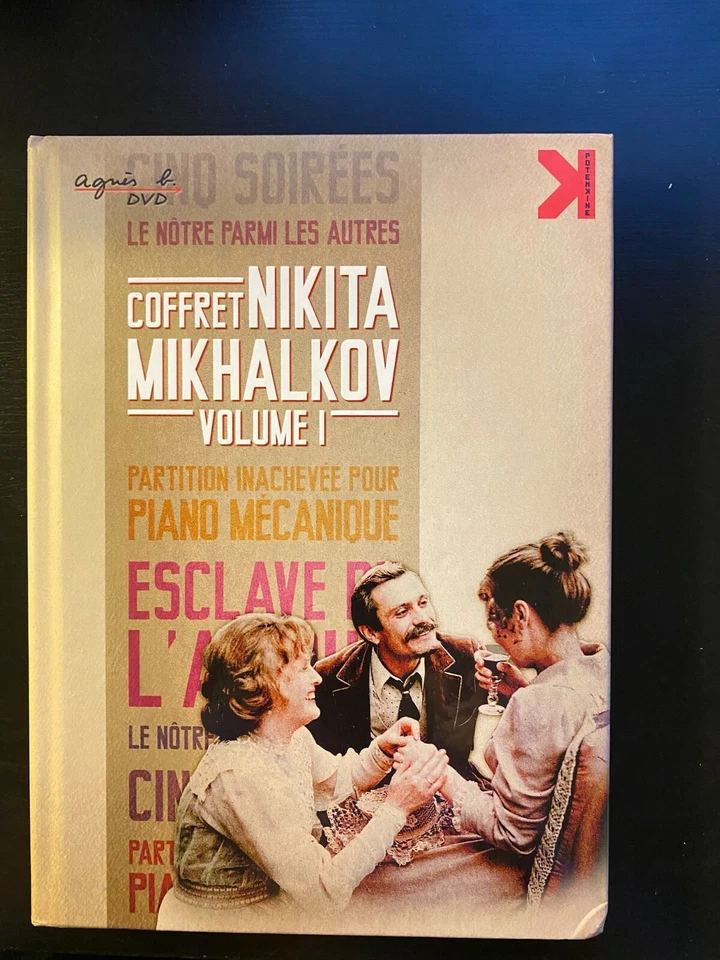 agnès b.
DVD
CINQ SOIRÉES
POTEMKINE
LE NÔTRE PARMI LES AUTRES
COFFRET NIKITA
MIKHALKOV
VOLUME I
PARTITION INACHEVÉE POUR
PIANO MÉCANIQUE
ESCLAVE D
L'A
LE NÔTR
CIN
PART
PIA